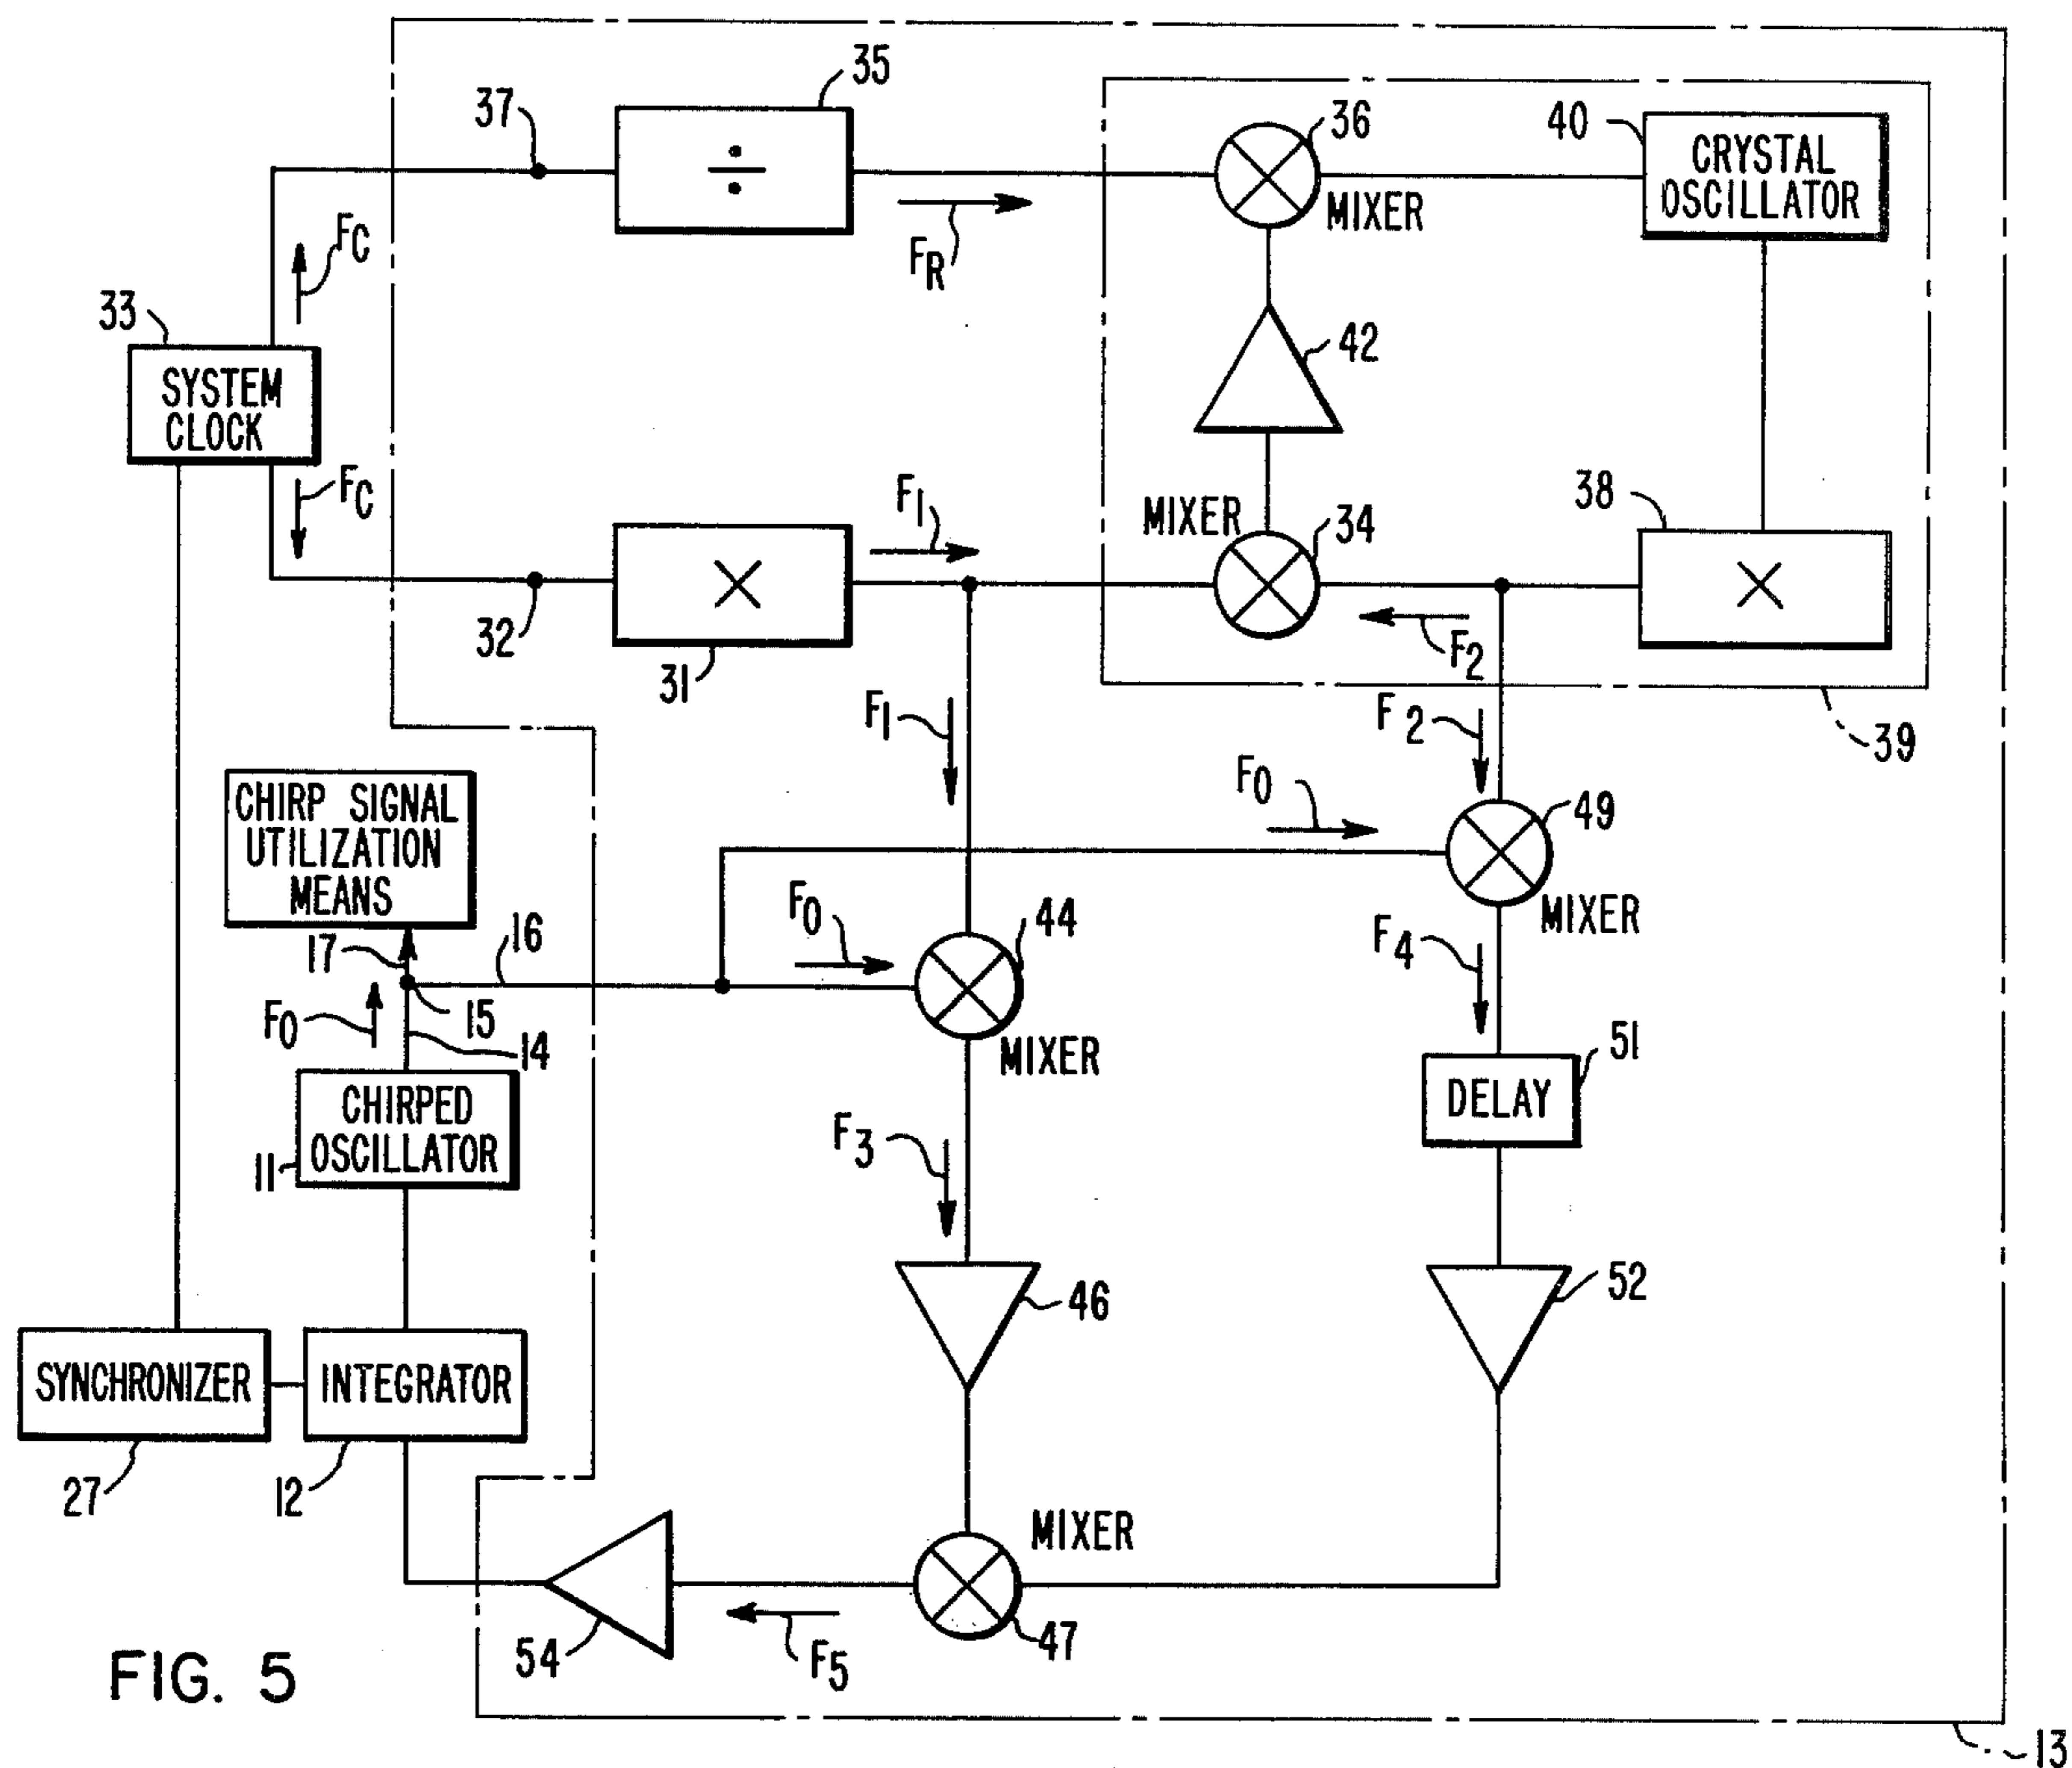 35
37
÷
36
MIXER
40
CRYSTAL
OSCILLATOR
FC
FR
33
SYSTEM
CLOCK
42
FC
F1
MIXER
34
38
×
×
32
31
F2
F1
F2
39
CHIRP SIGNAL
UTILIZATION
MEANS
F0
49
MIXER
17
16
F0
44
F4
F0
15
14
MIXER
51
DELAY
CHIRPED
OSCILLATOR
11
F3
46
52
SYNCHRONIZER
INTEGRATOR
27
12
MIXER
54
F5
47
FIG. 5
13